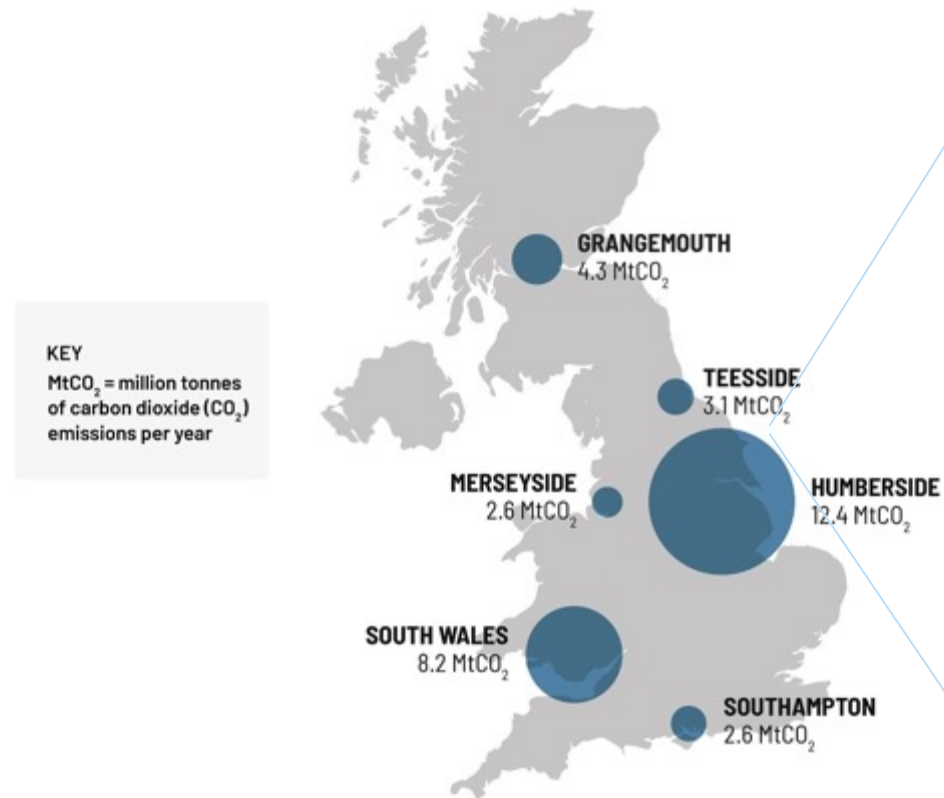 GRANGEMOUTH
4.3 MtCO₂
KEY
MtCO₂ = million tonnes
of carbon dioxide (CO₂)
emissions per year
TEESSIDE
3.1 MtCO₂
MERSEYSIDE
2.6 MtCO₂
HUMBERSIDE
12.4 MtCO₂
SOUTH WALES
8.2 MtCO₂
SOUTHAMPTON
2.6 MtCO₂